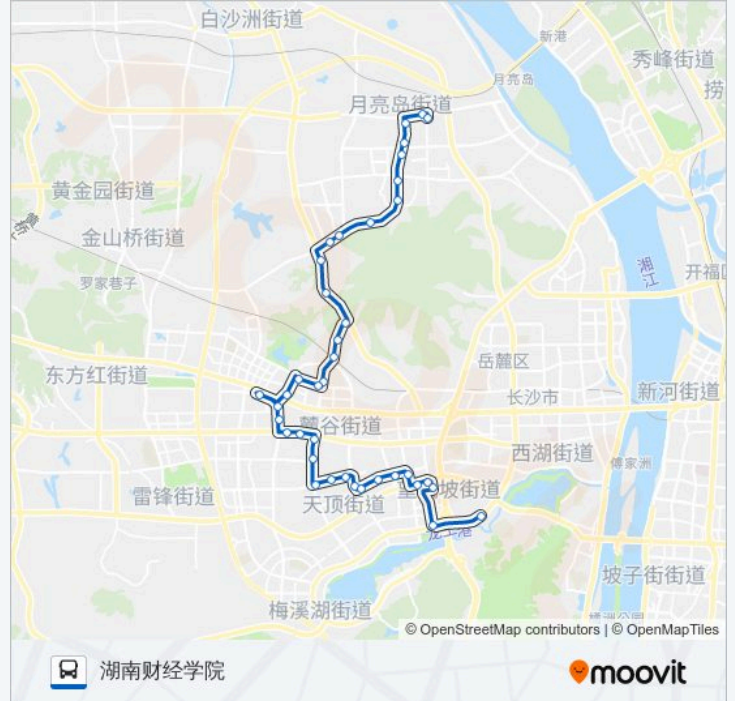 白沙洲街道
新港
秀峰街道
月亮岛
捞
月亮岛街道
黄金园街道
金山桥街道
湘江
开福区
罗家巷子
岳麓区
东方红街道
长沙市
新河街道
麓谷街道
西湖街道
傅家洲
坡街道
雷锋街道
天顶街道
龙王港
坡子街街道
梅溪湖街道
© OpenStreetMap contributors | © OpenMapTiles
湖南财经学院
moovit